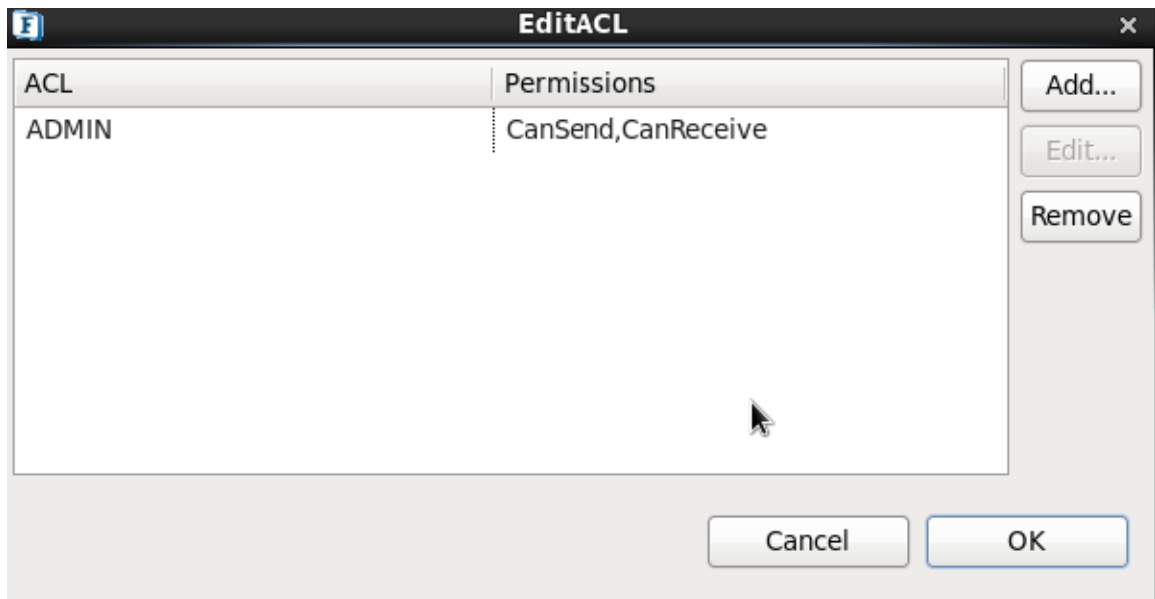 EditACL
ACL Permissions Add...
ADMIN CanSend,CanReceive
Edit...
Remove
Cancel OK